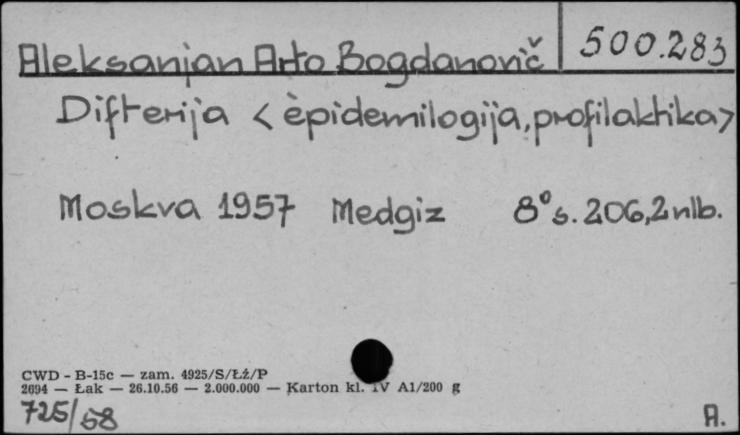 Aleksanjan Arto Bogdanovič 500.283
Difterija < èpidemilogija, profilaktika>
Moskva 1957 Medgiz 8° s. 206, 2 nlb.
CWD - B-15c — zam. 4925/S/Łż/P
2694 — Łak — 26.10.56 — 2.000.000 — Karton kl. IV A1/200 g
725/58
A.